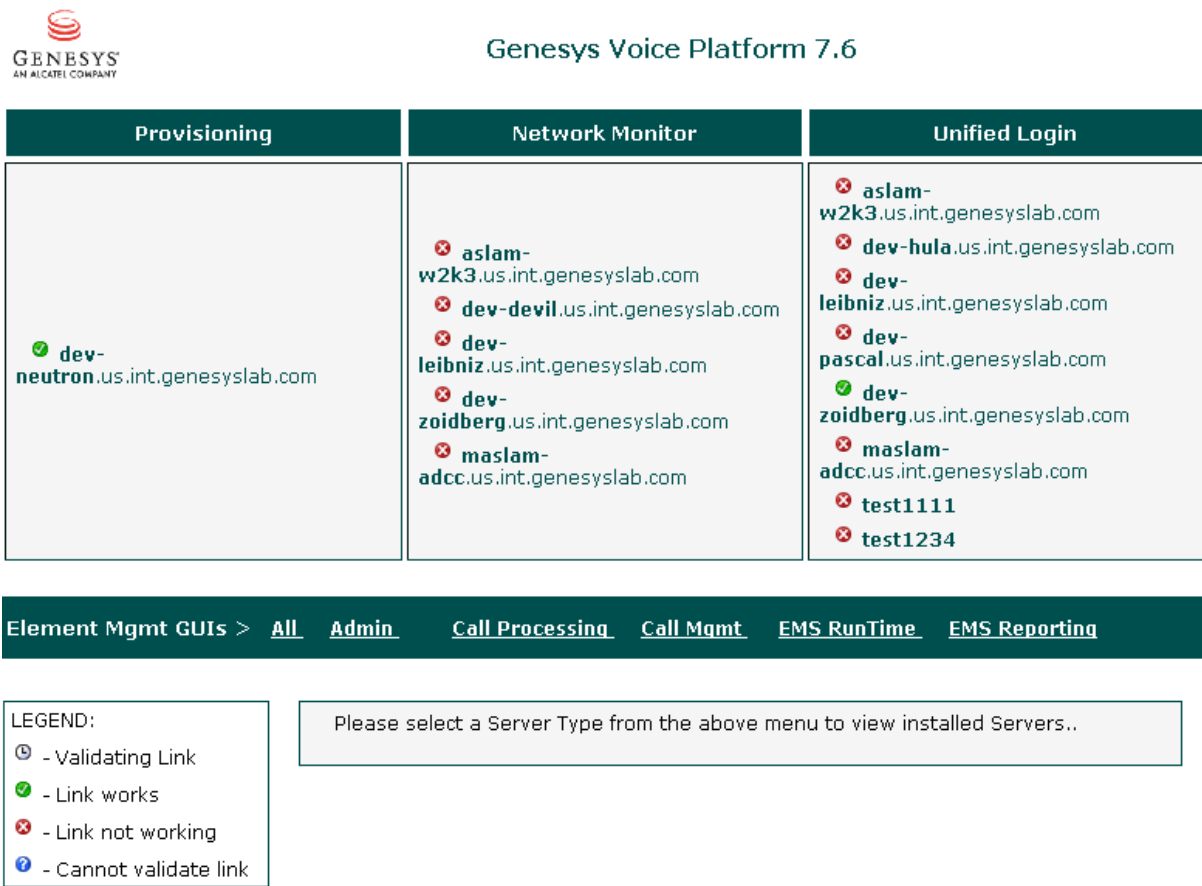 GENESYS
AN ALCATEL COMPANY
Genesys Voice Platform 7.6
Provisioning
dev-
neutron.us.int.genesyslab.com
Network Monitor
aslam-
w2k3.us.int.genesyslab.com
dev-devil.us.int.genesyslab.com
dev-
leibniz.us.int.genesyslab.com
dev-
zoidberg.us.int.genesyslab.com
maslam-
adcc.us.int.genesyslab.com
Unified Login
aslam-
w2k3.us.int.genesyslab.com
dev-hula.us.int.genesyslab.com
dev-
leibniz.us.int.genesyslab.com
dev-
pascal.us.int.genesyslab.com
dev-
zoidberg.us.int.genesyslab.com
maslam-
adcc.us.int.genesyslab.com
test1111
test1234
Element Mgmt GUIs > All Admin Call Processing Call Mgmt EMS RunTime EMS Reporting
LEGEND:
- Validating Link
- Link works
- Link not working
- Cannot validate link
Please select a Server Type from the above menu to view installed Servers..